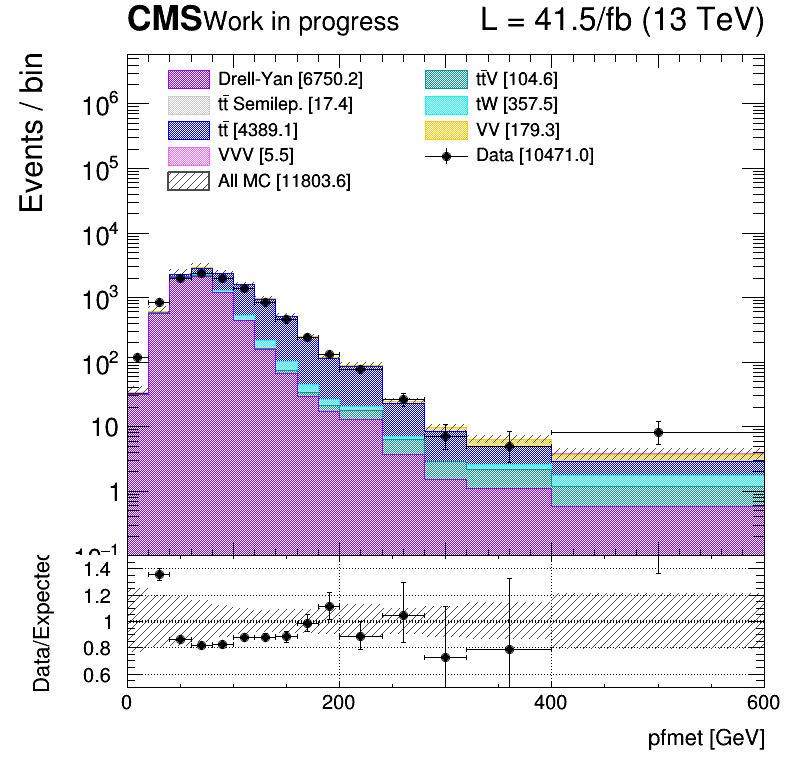 CMS Work in progress L = 41.5/fb (13 TeV)
Events / bin
Drell-Yan [6750.2]
tt̄ Semilep. [17.4]
tt̄ [4389.1]
VVV [5.5]
All MC [11803.6]
tt̄V [104.6]
tW [357.5]
VV [179.3]
Data [10471.0]
10⁶
10⁵
10⁴
10³
10²
10
1
10⁻¹
Data/Expected
1.4
1.2
1
0.8
0.6
0 200 400 600
pfmet [GeV]